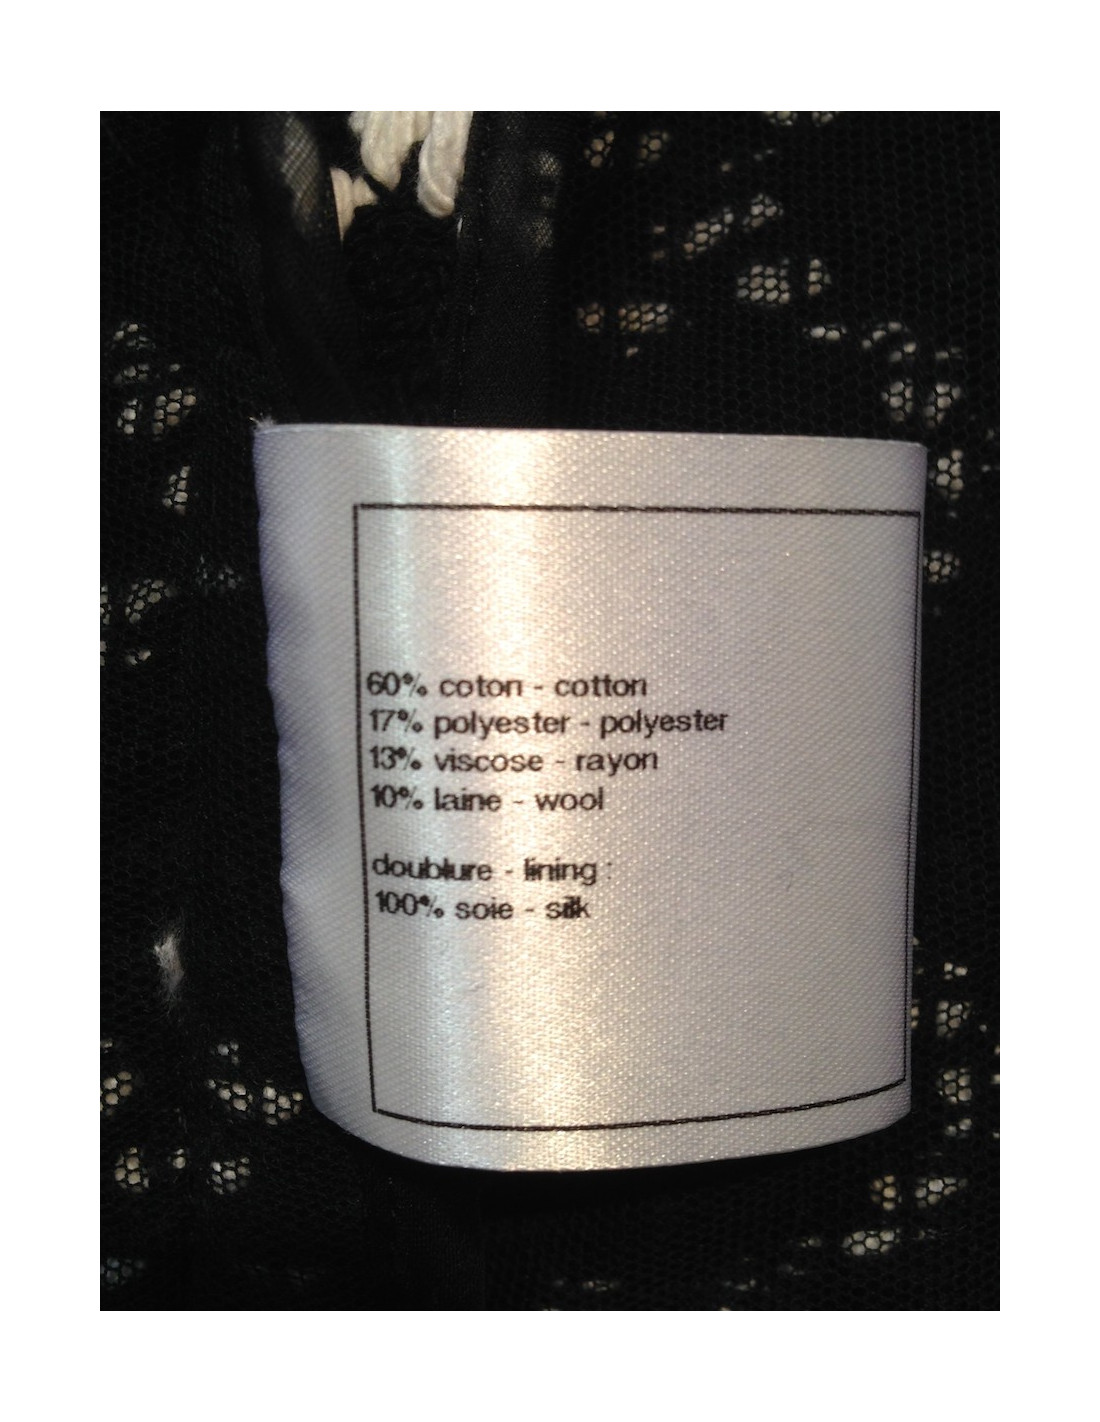 60% coton - cotton
17% polyester - polyester
13% viscose - rayon
10% laine - wool
doublure - lining :
100% soie - silk